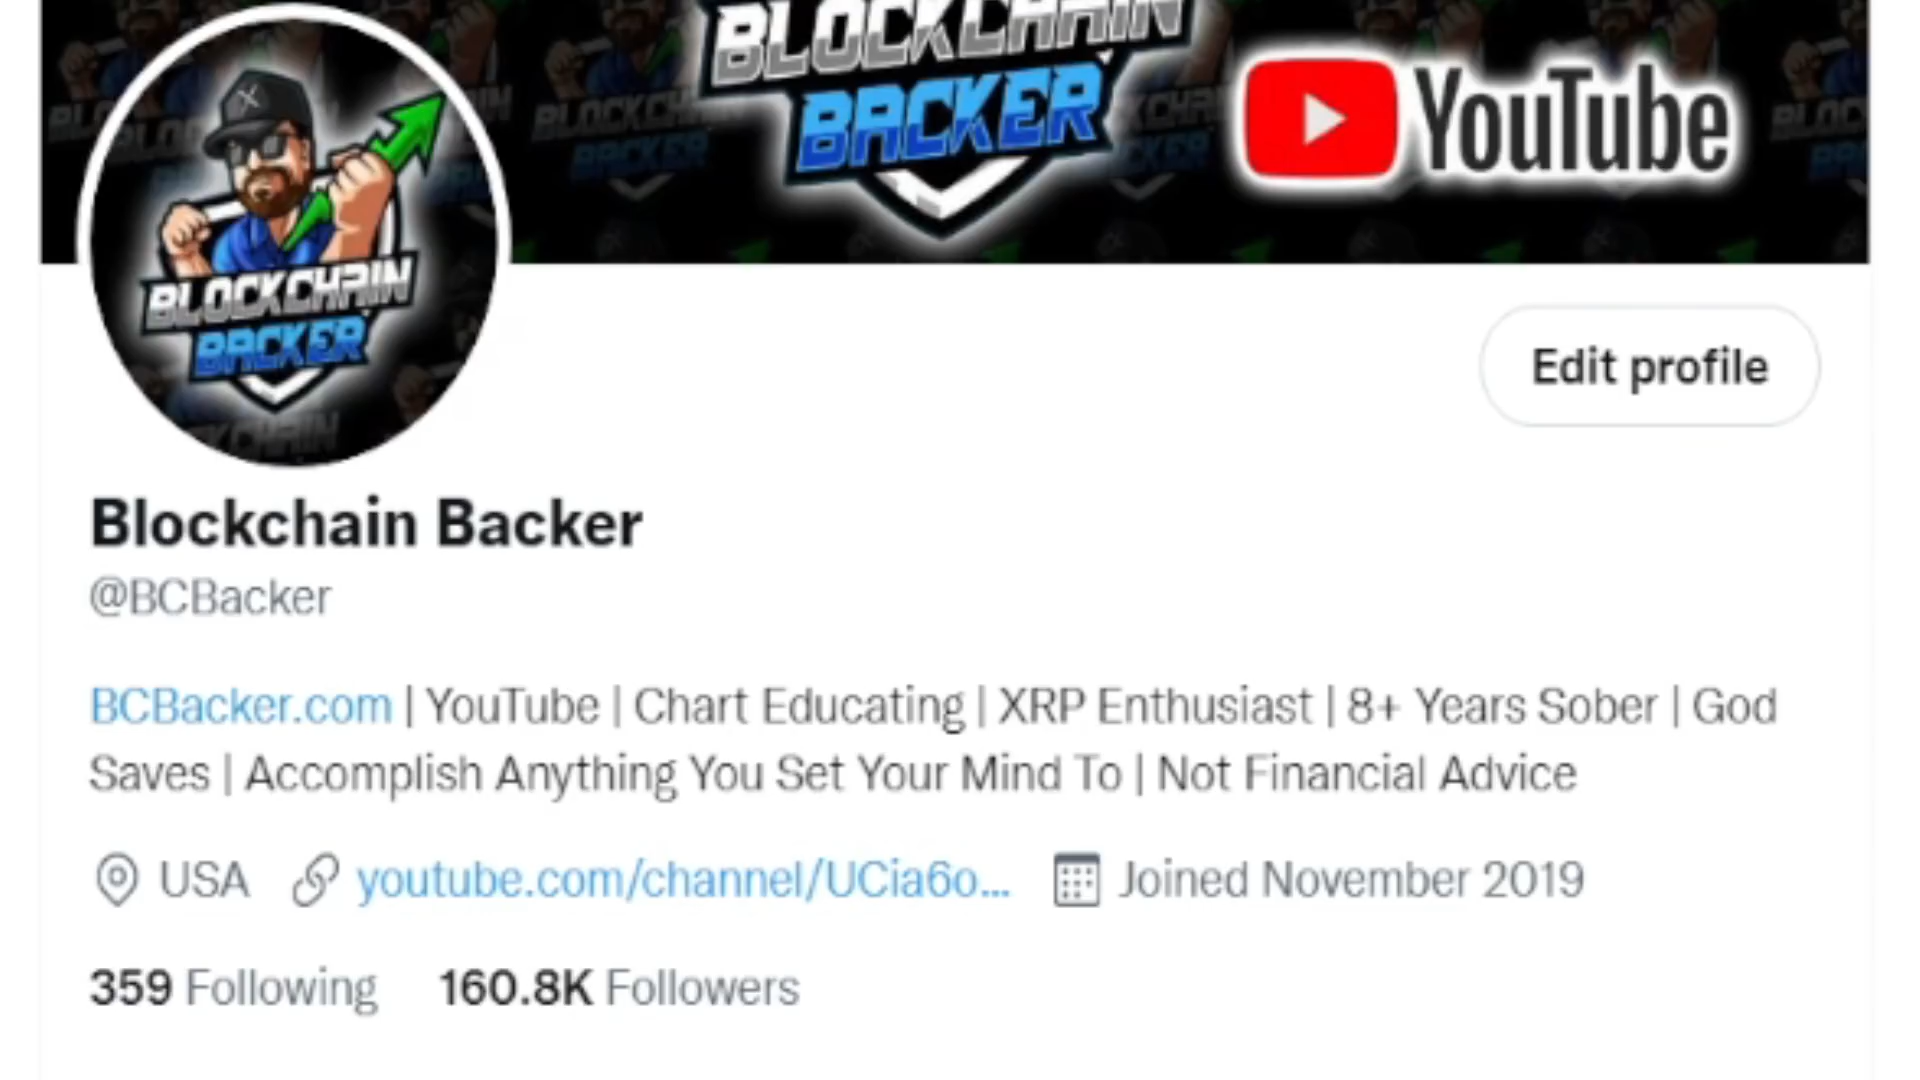 BLOCKCHAIN
BACKER
YouTube
BLOCKCHAIN
BACKER
Edit profile
Blockchain Backer
@BCBacker
BCBacker.com | YouTube | Chart Educating | XRP Enthusiast | 8+ Years Sober | God
Saves | Accomplish Anything You Set Your Mind To | Not Financial Advice
USA youtube.com/channel/UCia6o... Joined November 2019
359 Following 160.8K Followers